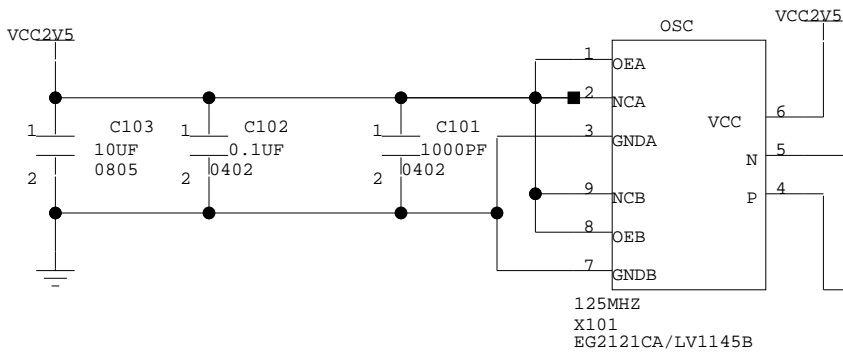 VCC2V5
VCC2V5
OSC
1
OEA
2
NCA
3
GNDA
VCC
6
1
C103
10UF
0805
2
1
C102
0.1UF
0402
2
1
C101
1000PF
0402
2
N
5
P
4
9
NCB
8
OEB
7
GNDB
125MHZ
X101
EG2121CA/LV1145B